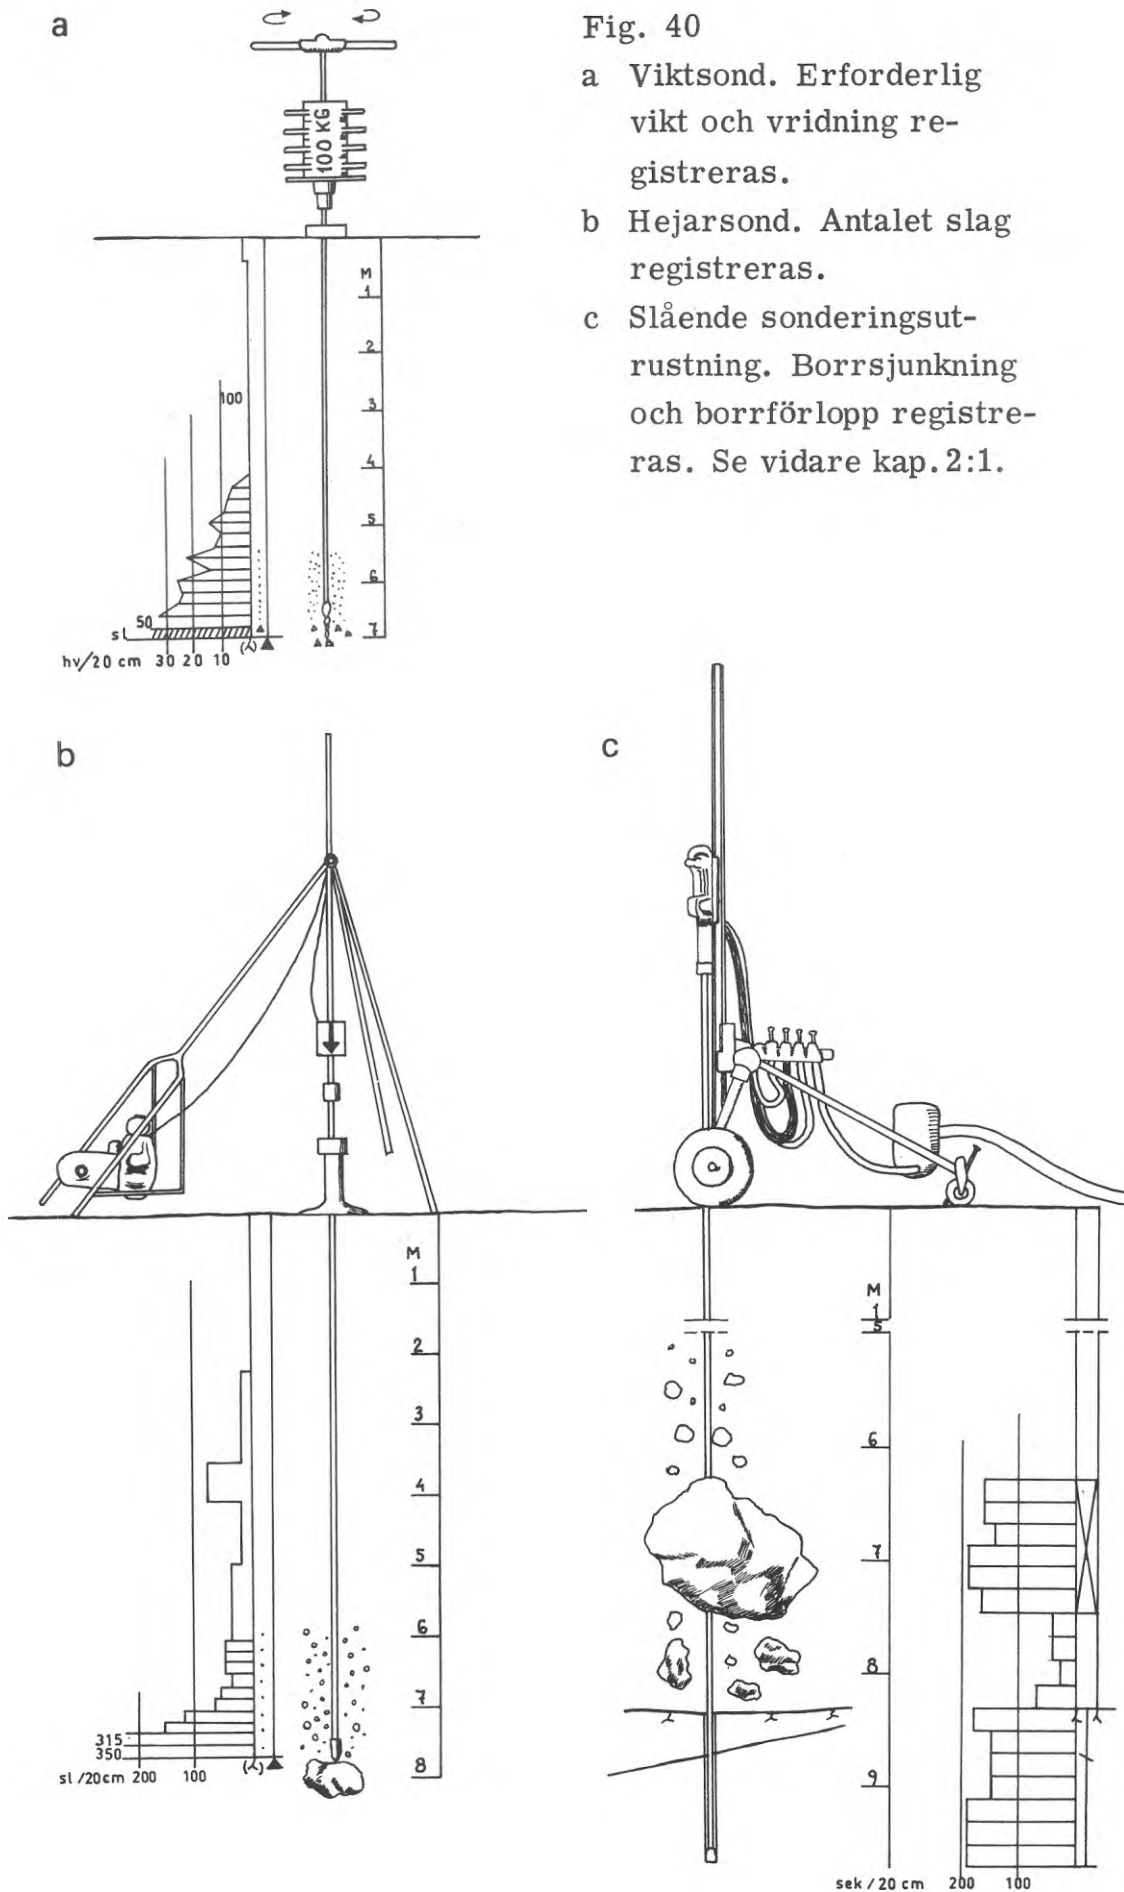 a
Fig. 40
a Viktsond. Erforderlig
vikt och vridning re-
gistreras.
b Hejarsond. Antalet slag
registreras.
c Slående sonderingsut-
rustning. Borrsjunkning
och borrförlopp registre-
ras. Se vidare kap. 2:1.
100 KG
M
1
2
3
4
5
6
7
100
50
sl
hv/20 cm 30 20 10
b
M
1
2
3
4
5
6
7
8
315
350
sl /20cm 200 100
c
M
1
5
6
7
8
9
sek / 20 cm 200 100